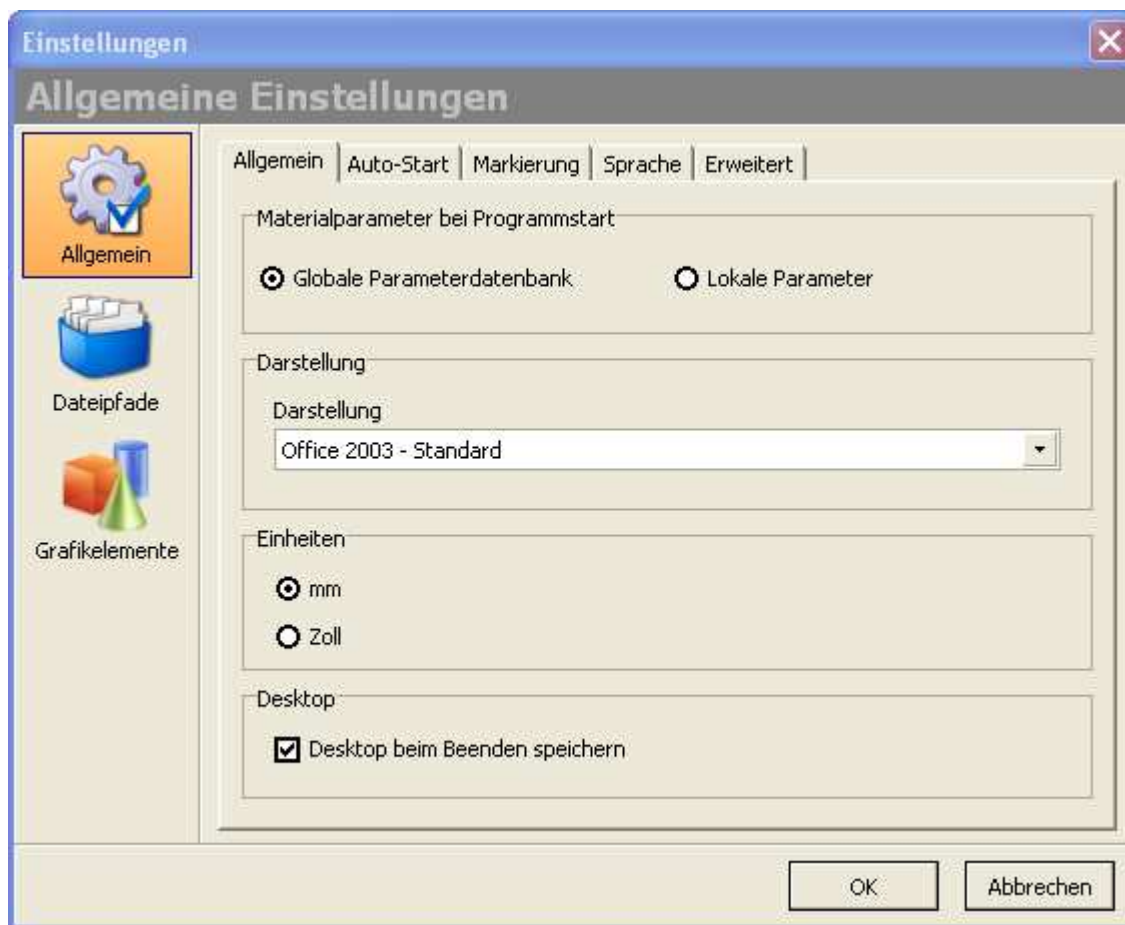 Einstellungen
Allgemeine Einstellungen
Allgemein
Dateipfade
Grafikelemente
Allgemein Auto-Start Markierung Sprache Erweitert
Materialparameter bei Programmstart
Globale Parameterdatenbank Lokale Parameter
Darstellung
Darstellung
Office 2003 - Standard
Einheiten
mm
Zoll
Desktop
Desktop beim Beenden speichern
OK Abbrechen